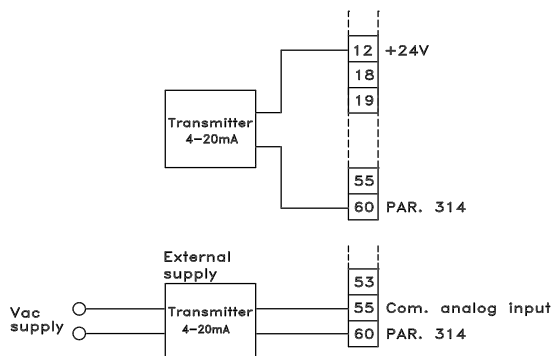 12 +24V
18
19
Transmitter
4-20mA
55
60 PAR. 314
External
supply
53
Vac
supply
Transmitter
4-20mA
55 Com. analog input
60 PAR. 314